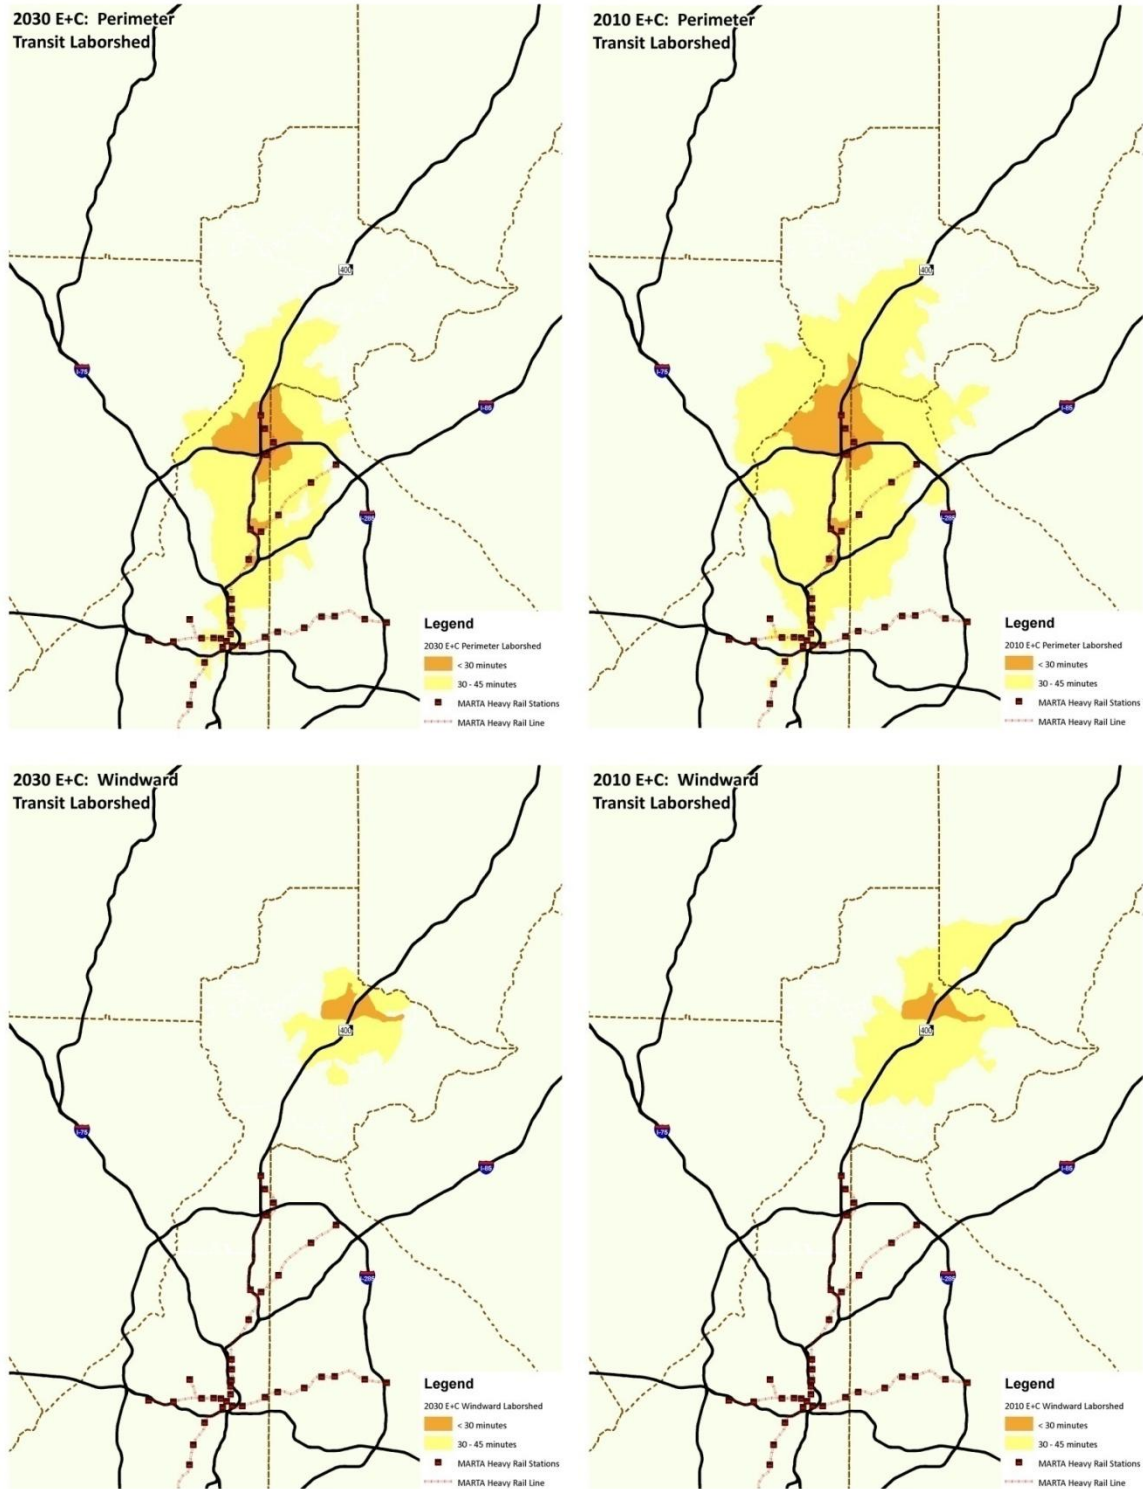 2030 E+C: Perimeter
Transit Laborshed
400
I-75
I-85
I-285
Legend
2030 E+C Perimeter Laborshed
< 30 minutes
30 - 45 minutes
MARTA Heavy Rail Stations
MARTA Heavy Rail Line
2010 E+C: Perimeter
Transit Laborshed
400
I-75
I-85
I-285
Legend
2010 E+C Perimeter Laborshed
< 30 minutes
30 - 45 minutes
MARTA Heavy Rail Stations
MARTA Heavy Rail Line
2030 E+C: Windward
Transit Laborshed
400
I-75
I-85
I-285
Legend
2030 E+C Windward Laborshed
< 30 minutes
30 - 45 minutes
MARTA Heavy Rail Stations
MARTA Heavy Rail Line
2010 E+C: Windward
Transit Laborshed
400
I-75
I-85
I-285
Legend
2010 E+C Windward Laborshed
< 30 minutes
30 - 45 minutes
MARTA Heavy Rail Stations
MARTA Heavy Rail Line